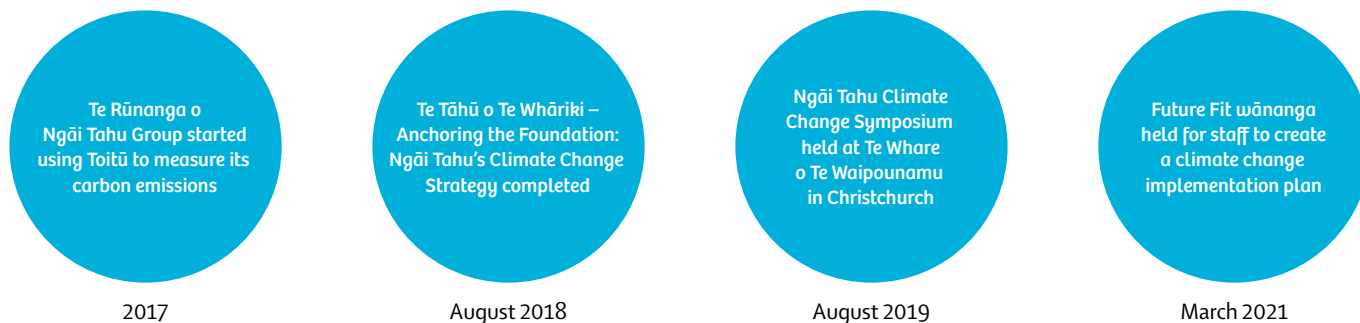 Te Rūnanga o
Ngāi Tahu Group started
using Toitū to measure its
carbon emissions
2017
Te Tāhū o Te Whāriki –
Anchoring the Foundation:
Ngāi Tahu’s Climate Change
Strategy completed
August 2018
Ngāi Tahu Climate
Change Symposium
held at Te Whare
o Te Waipounamu
in Christchurch
August 2019
Future Fit wānanga
held for staff to create
a climate change
implementation plan
March 2021